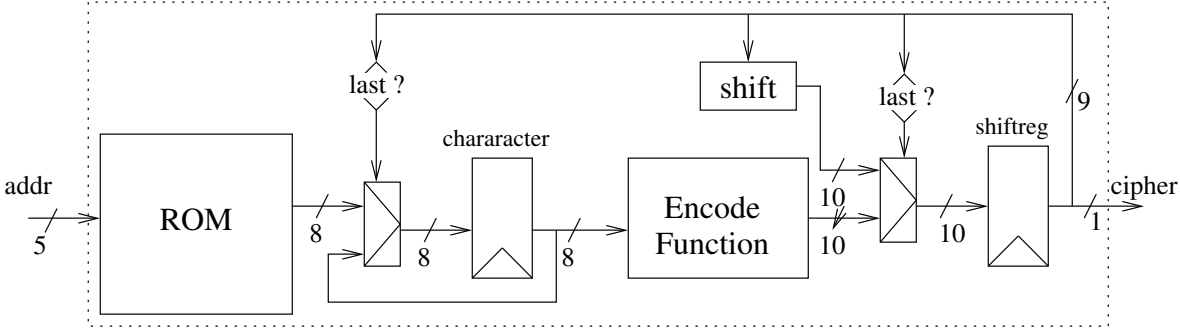 last ?
shift
last ?
9
chararacter
shiftreg
addr
cipher
ROM
10
Encode
Function
5
8
8
8
10
10
1